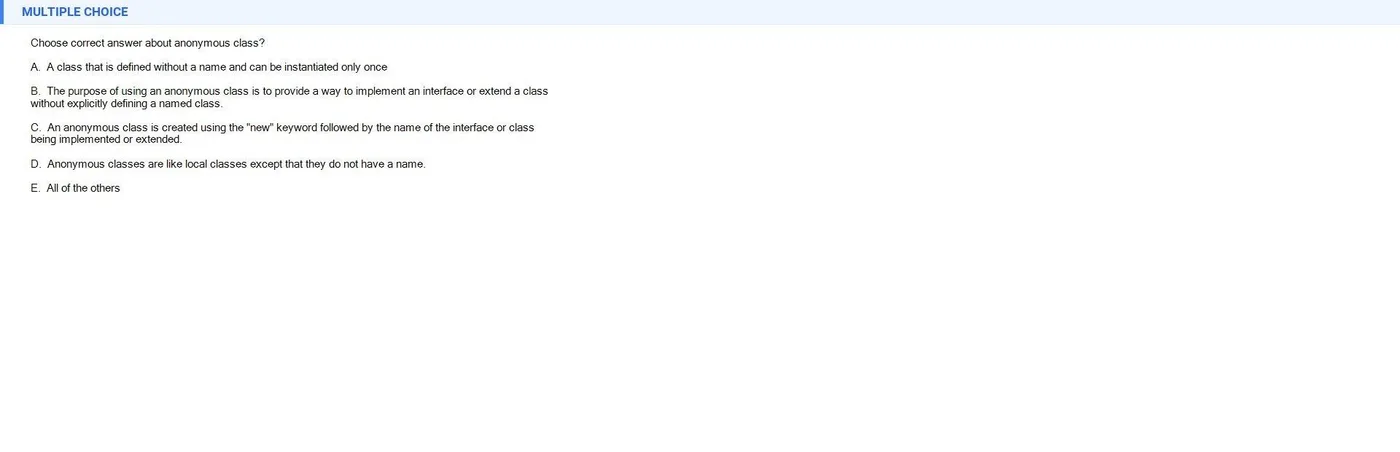 MULTIPLE CHOICE
Choose correct answer about anonymous class?
A. A class that is defined without a name and can be instantiated only once
B. The purpose of using an anonymous class is to provide a way to implement an interface or extend a class
without explicitly defining a named class.
C. An anonymous class is created using the "new" keyword followed by the name of the interface or class
being implemented or extended.
D. Anonymous classes are like local classes except that they do not have a name.
E. All of the others